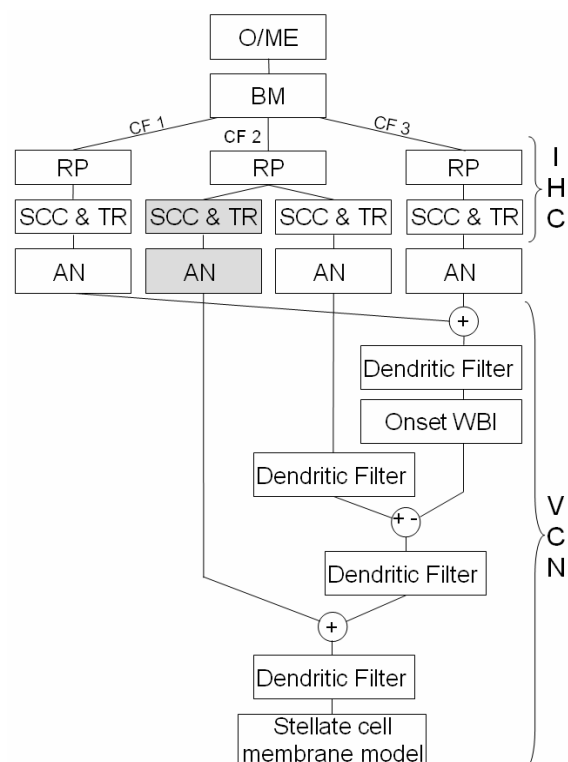 O/ME
BM
CF 1
CF 2
CF 3
RP
RP
RP
I
H
C
SCC & TR
SCC & TR
SCC & TR
SCC & TR
AN
AN
AN
AN
+
Dendritic Filter
Onset WBI
Dendritic Filter
+ -
V
C
N
Dendritic Filter
+
Dendritic Filter
Stellate cell
membrane model